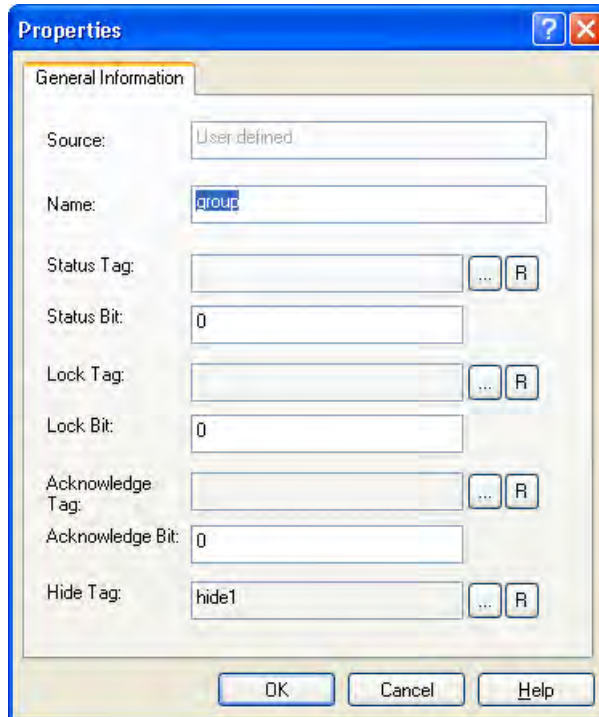 Properties
General Information
Source: User defined
Name: group
Status Tag: ... R
Status Bit: 0
Lock Tag: ... R
Lock Bit: 0
Acknowledge
Tag: ... R
Acknowledge Bit: 0
Hide Tag: hide1 ... R
OK Cancel Help